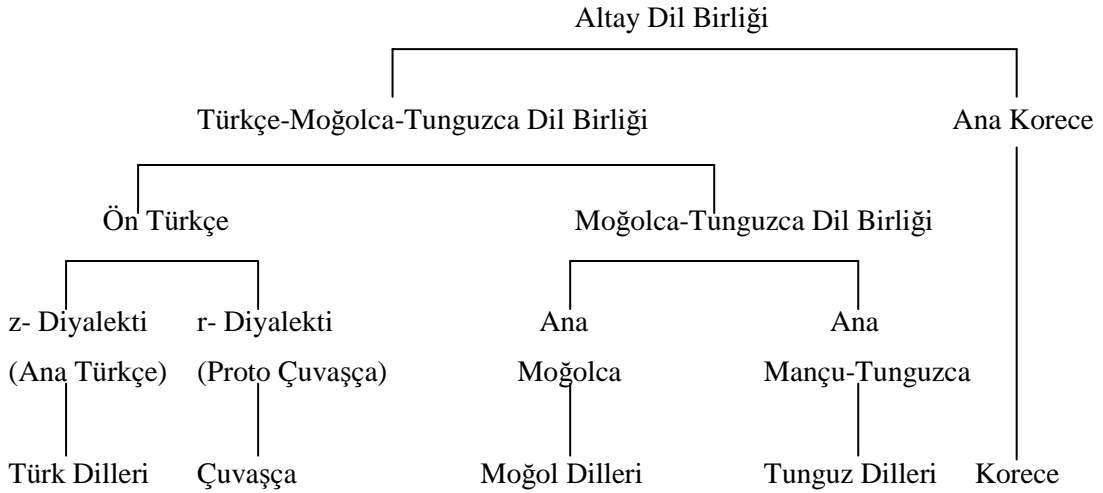 Altay Dil Birliği
Türkçe-Moğolca-Tunguzca Dil Birliği Ana Korece
Ön Türkçe Moğolca-Tunguzca Dil Birliği
z- Diyalekti r- Diyalekti Ana Ana
(Ana Türkçe) (Proto Çuvaşça) Moğolca Mançu-Tunguzca
Türk Dilleri Çuvaşça Moğol Dilleri Tunguz Dilleri Korece